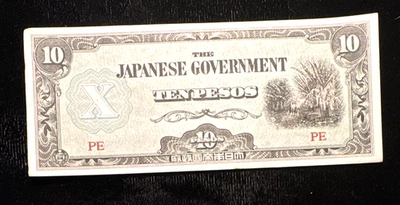 10 THE 10
JAPANESE GOVERNMENT
TEN PESOS
X
PE PE
10